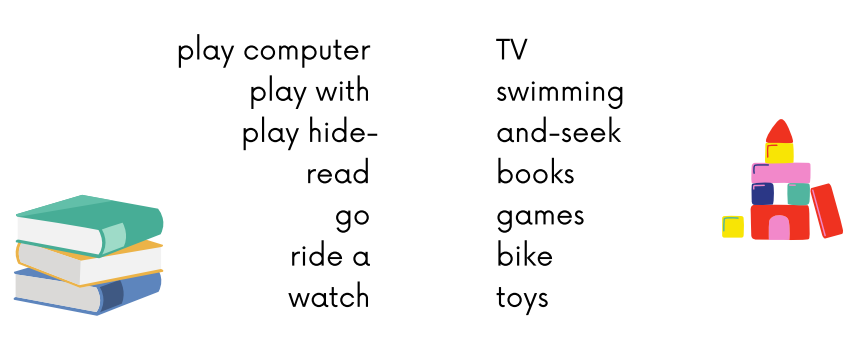 play computer
play with
play hide-
read
go
ride a
watch
TV
swimming
and-seek
books
games
bike
toys